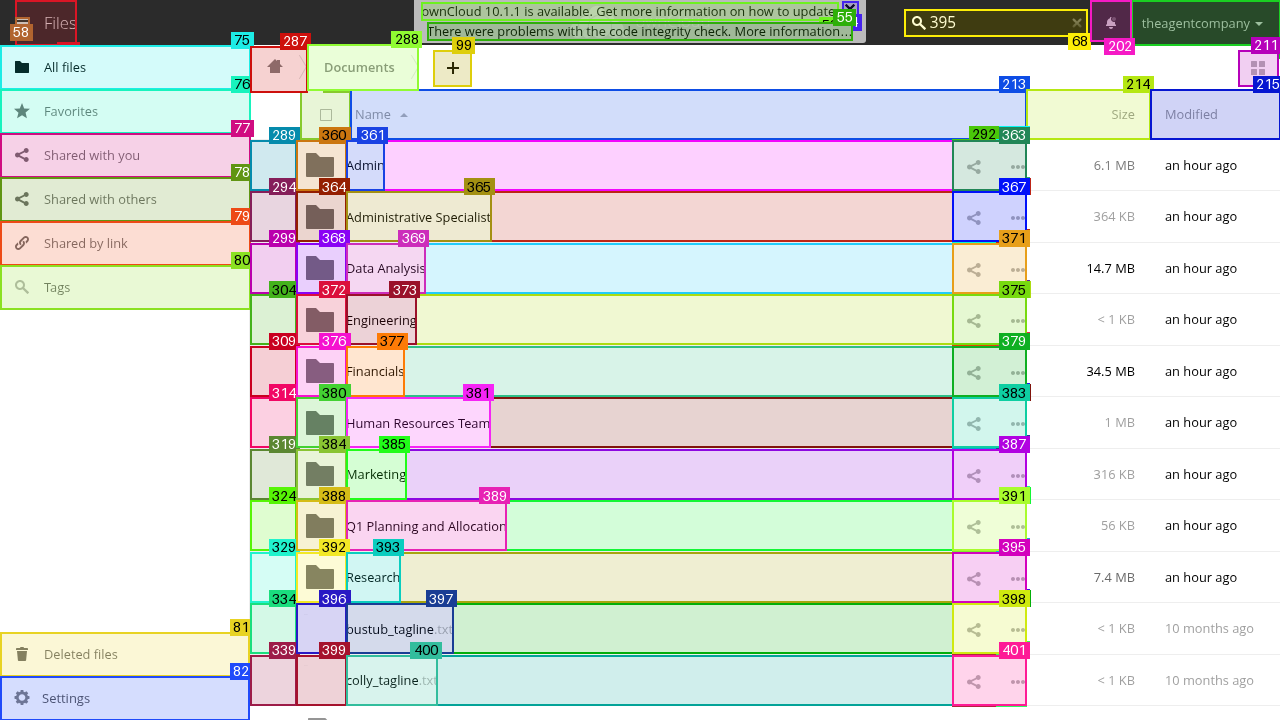 Files
58
ownCloud 10.1.1 is available. Get more information on how to update
There were problems with the code integrity check. More information…
55
395
68
202
theagentcompany
211
75
All files
76
Favorites
77
Shared with you
78
Shared with others
79
Shared by link
80
Tags
81
Deleted files
82
Settings
287
288
Documents
99
+
213
214
215
Name
Size
Modified
289 360 361 292 363
Admin 6.1 MB an hour ago
294 364 365 367
Administrative Specialist 364 KB an hour ago
299 368 369 371
Data Analysis 14.7 MB an hour ago
304 372 373 375
Engineering < 1 KB an hour ago
309 376 377 379
Financials 34.5 MB an hour ago
314 380 381 383
Human Resources Team 1 MB an hour ago
319 384 385 387
Marketing 316 KB an hour ago
324 388 389 391
Q1 Planning and Allocation 56 KB an hour ago
329 392 393 395
Research 7.4 MB an hour ago
334 396 397 398
bustub_tagline.txt < 1 KB 10 months ago
339 399 400 401
colly_tagline.txt < 1 KB 10 months ago